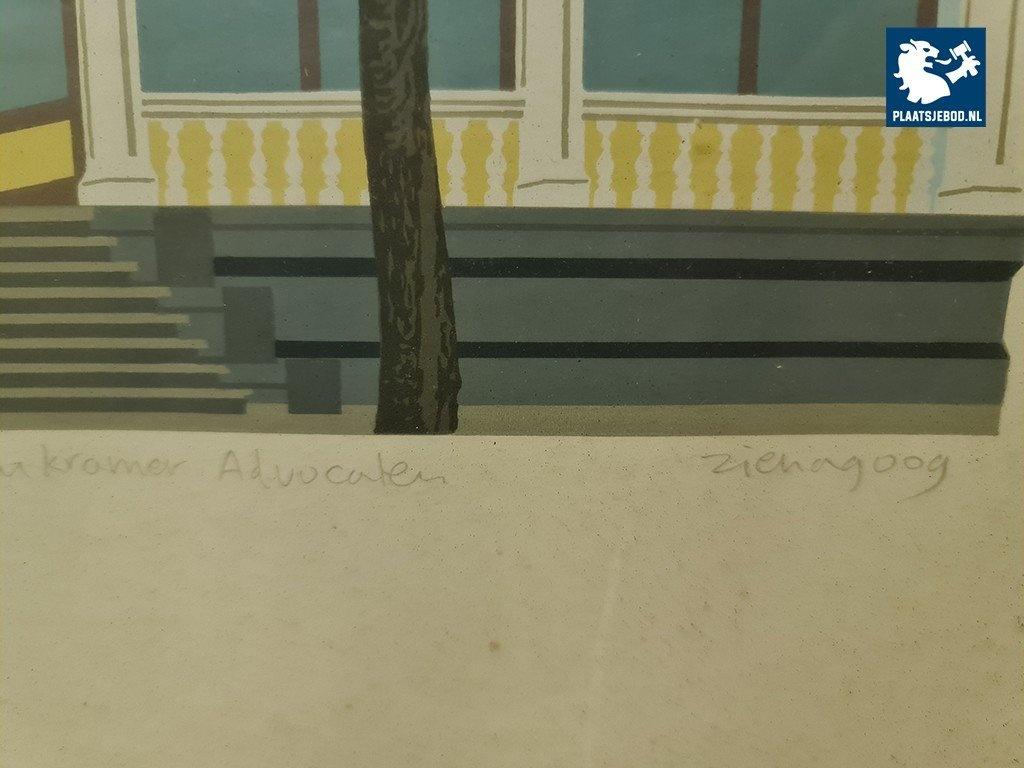 PLAATSJEBOD.NL
kramer Advocaten zienagoog